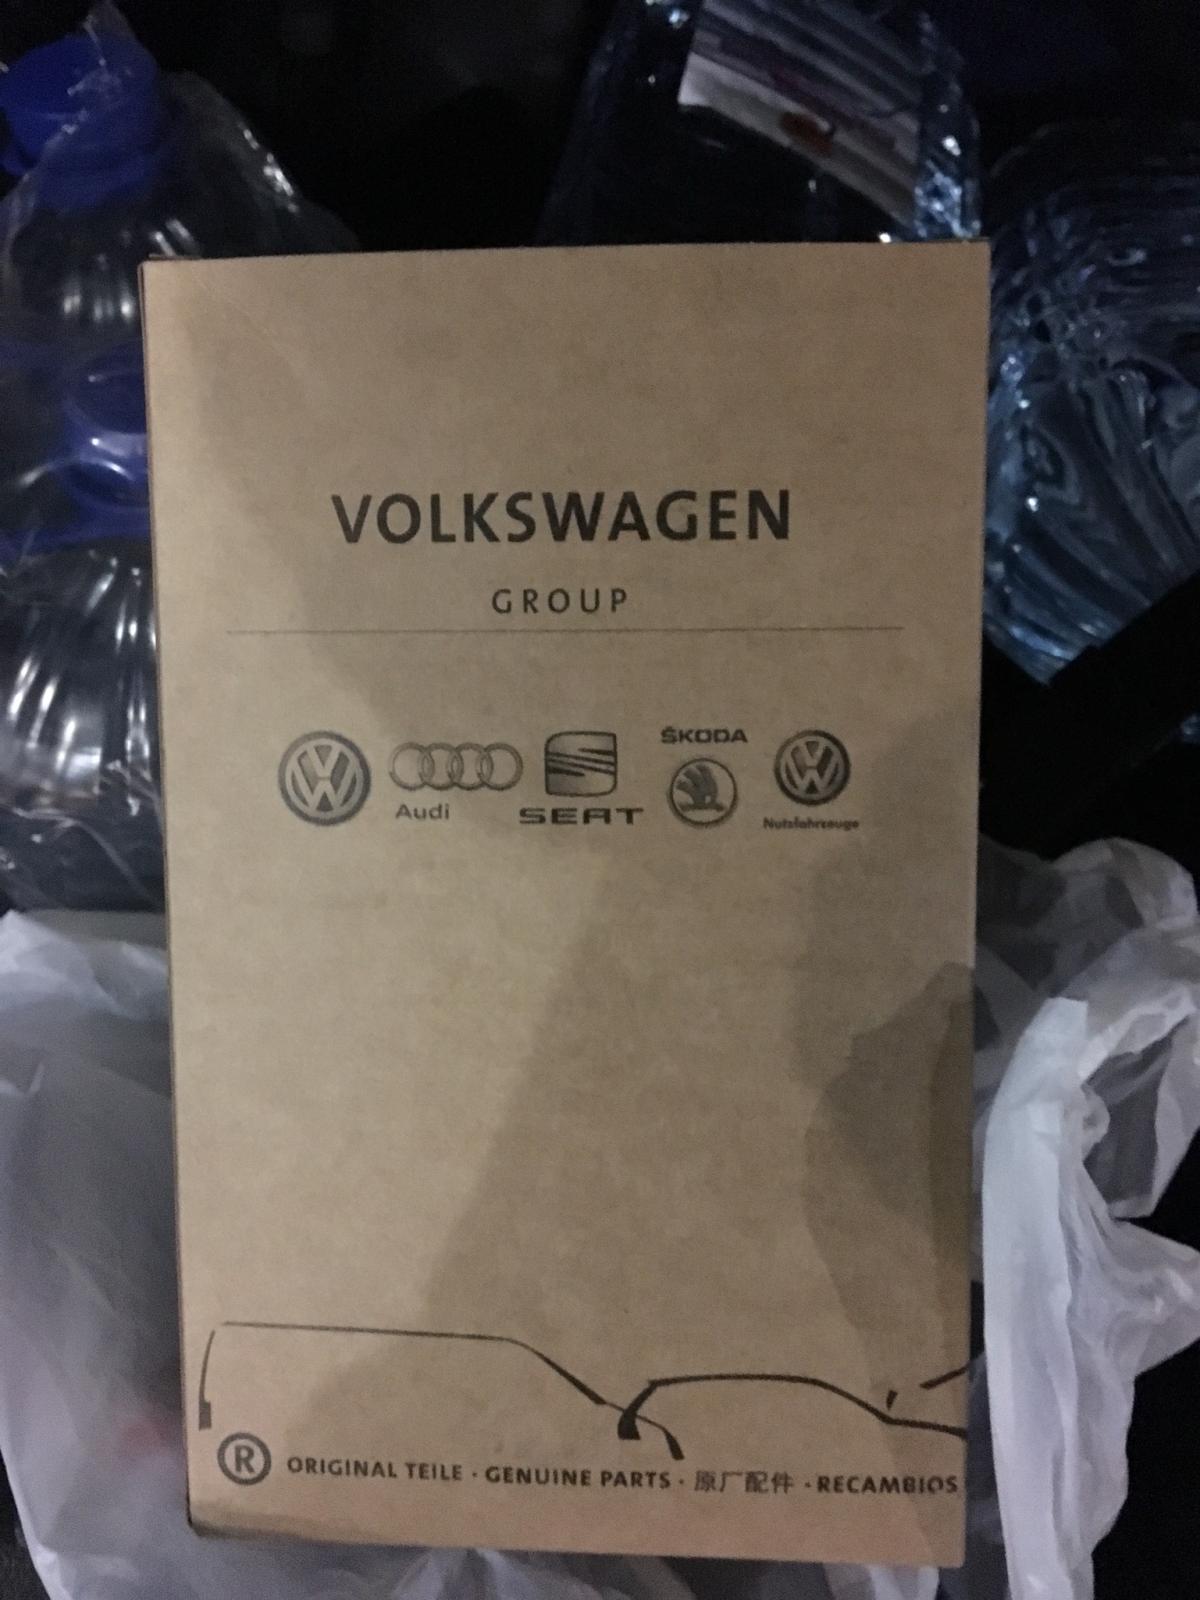 VOLKSWAGEN
GROUP
Audi
SEAT
ŠKODA
Nutzfahrzeuge
® ORIGINAL TEILE · GENUINE PARTS · 原厂配件 · RECAMBIOS